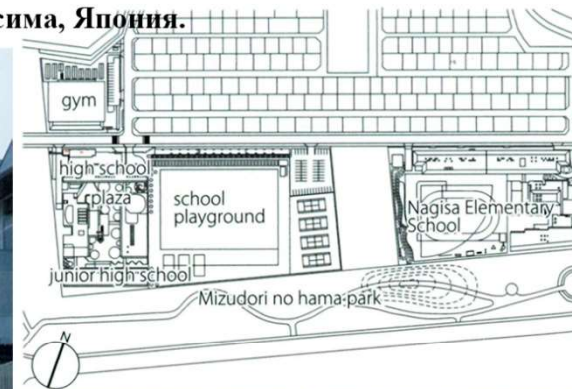 сима, Япония.
gym
high school
plaza
school
playground
junior high school
Nagisa Elementary
School
Mizudori no hama park
N